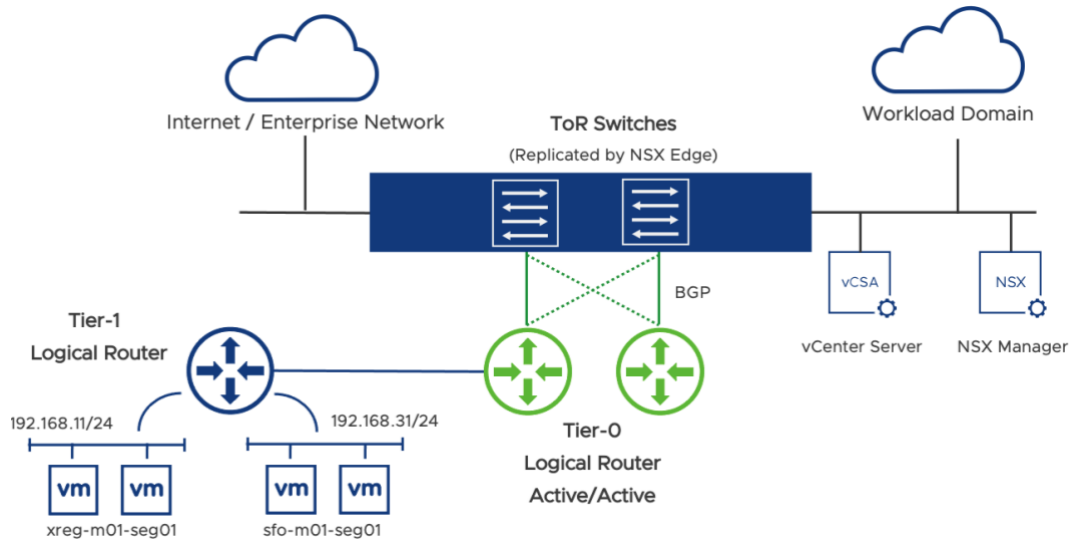 Internet / Enterprise Network
ToR Switches
(Replicated by NSX Edge)
Workload Domain
BGP
vCSA
NSX
vCenter Server
NSX Manager
Tier-1
Logical Router
192.168.11/24
192.168.31/24
vm
vm
vm
vm
xreg-m01-seg01
sfo-m01-seg01
Tier-0
Logical Router
Active/Active